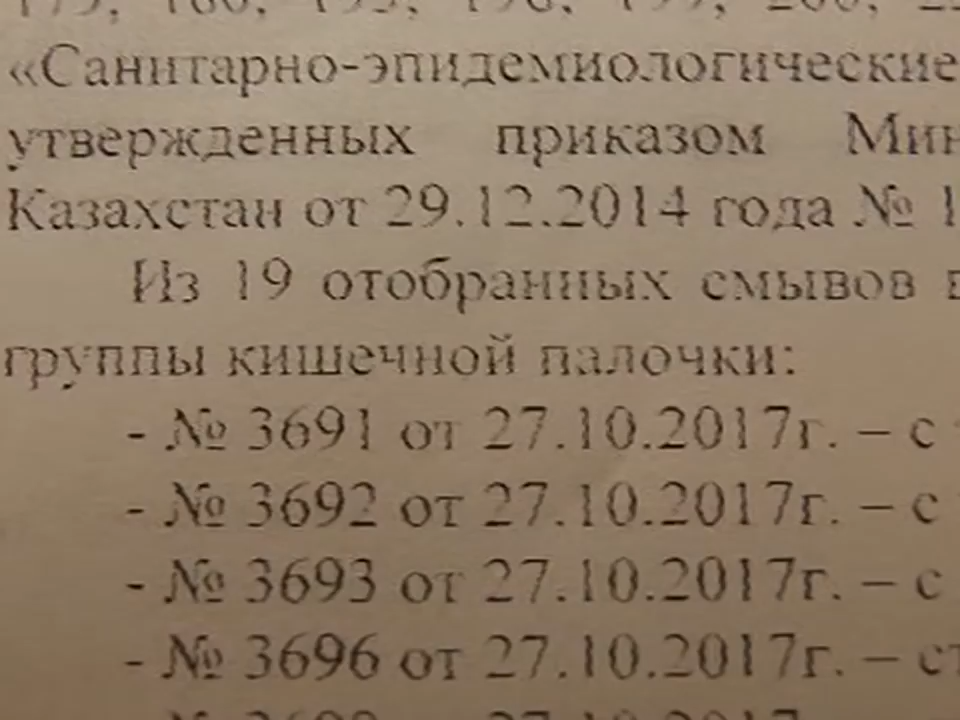 «Санитарно-эпидемиологические
утвержденных приказом
Казахстан от 29.12.2014 года №
Из 19 отобранных смывов
группы кишечной палочки:
- № 3691 от 27.10.2017г. – с
- № 3692 от 27.10.2017г. – с
- № 3693 от 27.10.2017г. – с
- № 3696 от 27.10.2017г. –